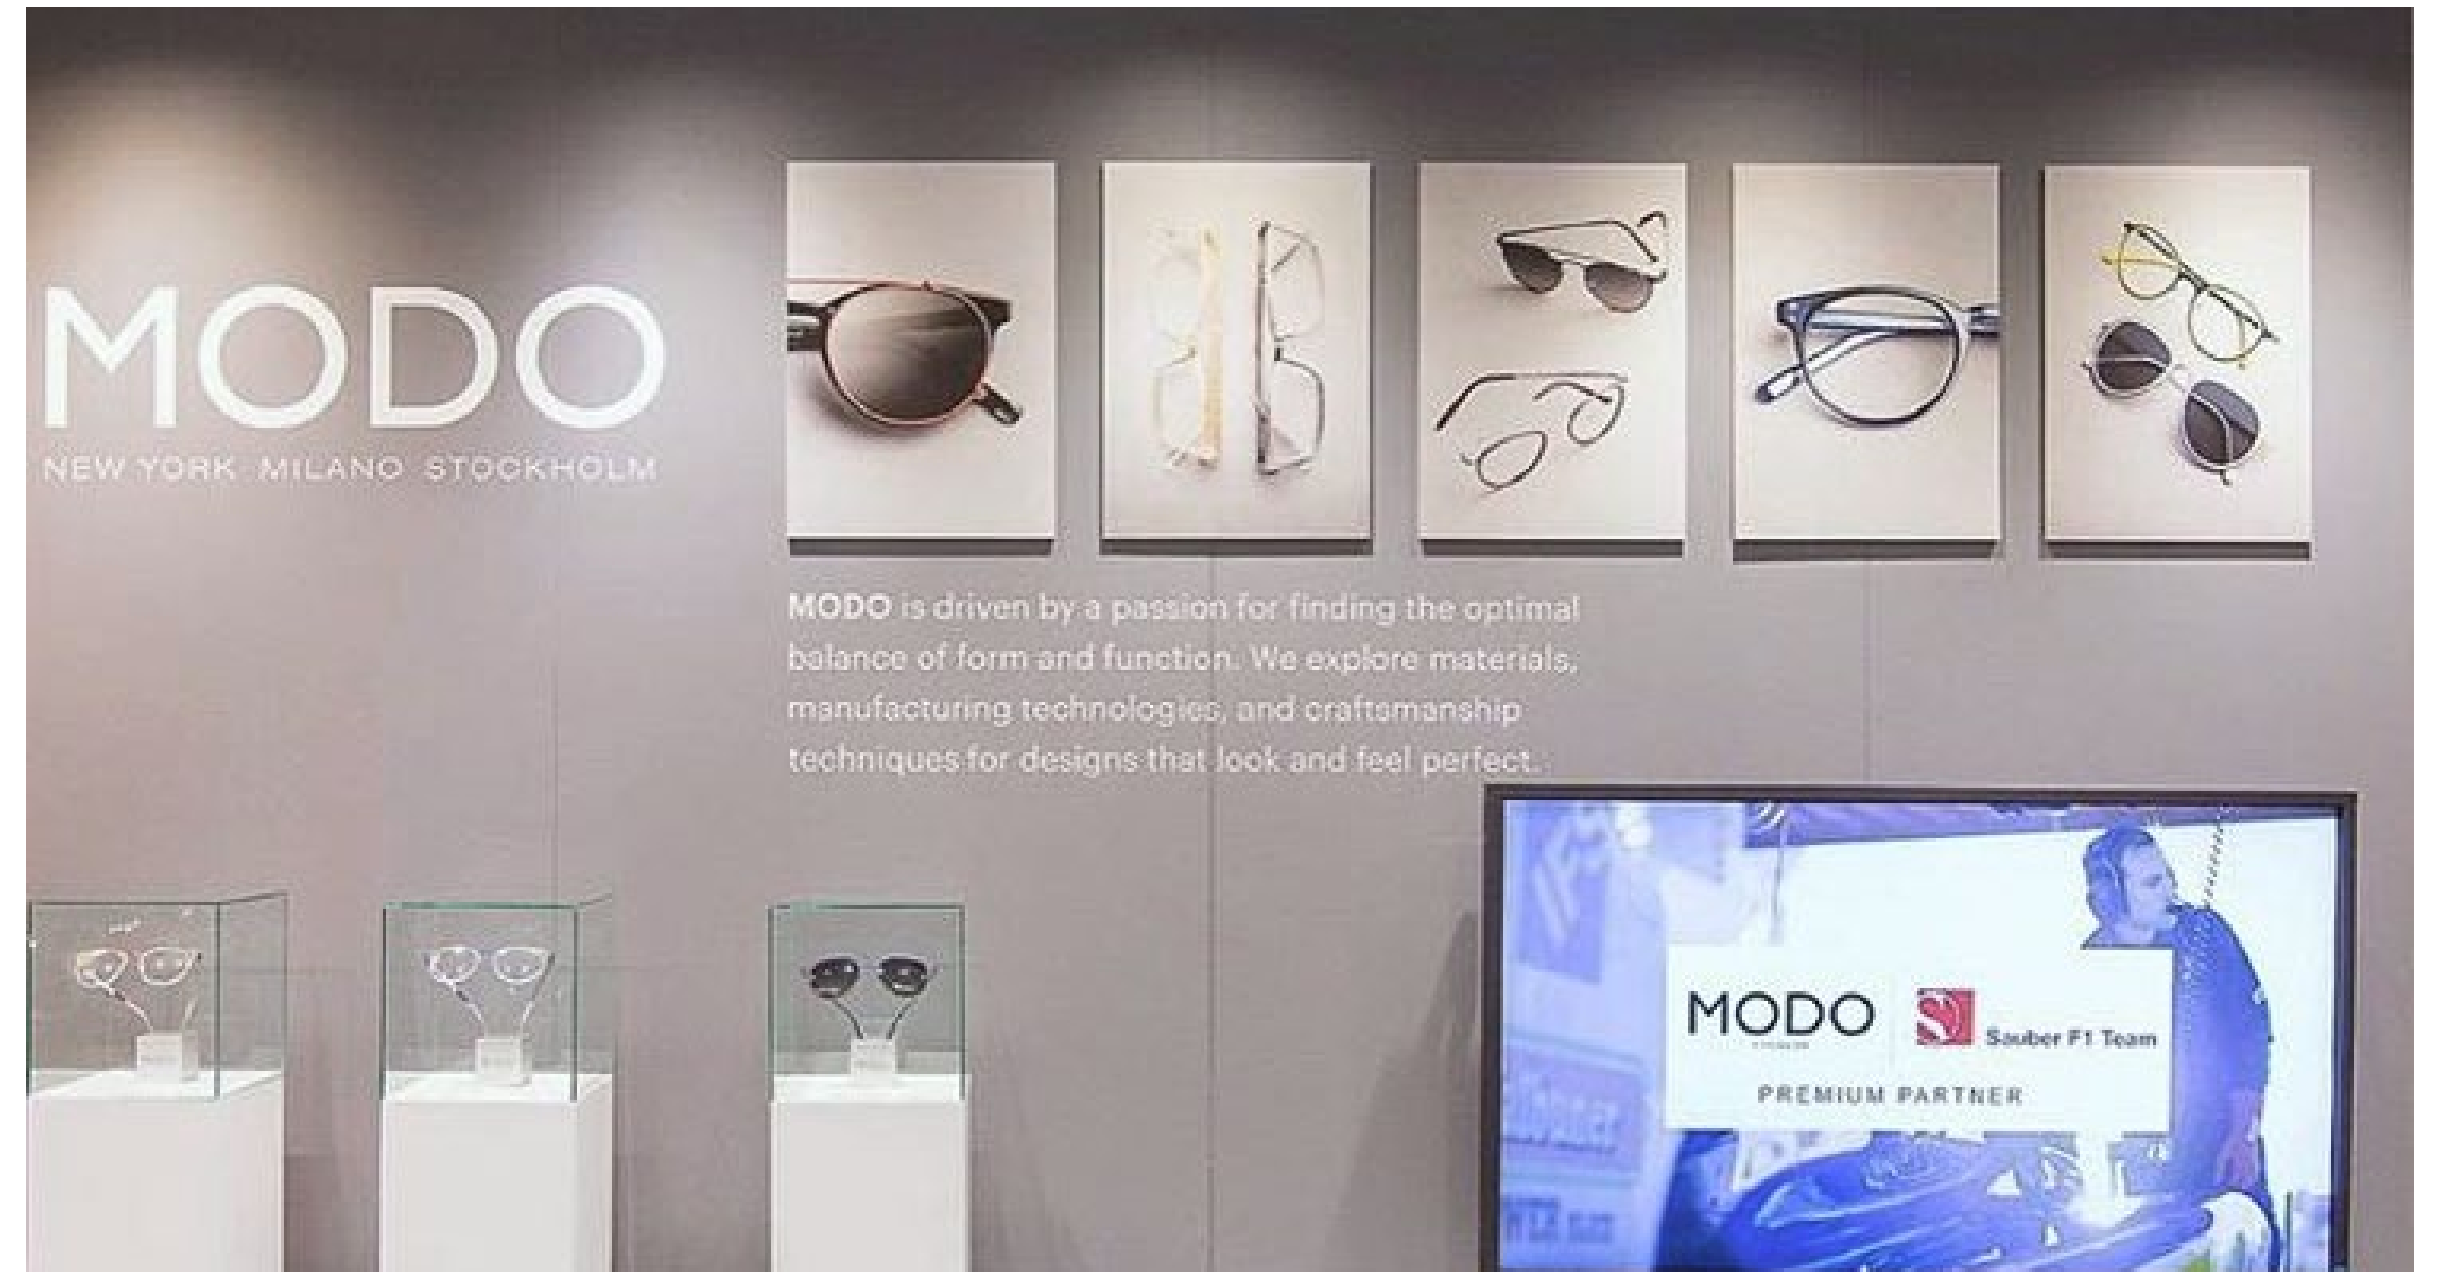 MODO
NEW YORK MILANO STOCKHOLM
MODO is driven by a passion for finding the optimal
balance of form and function. We explore materials,
manufacturing technologies, and craftsmanship
techniques for designs that look and feel perfect.
MODO
Sauber F1 Team
PREMIUM PARTNER